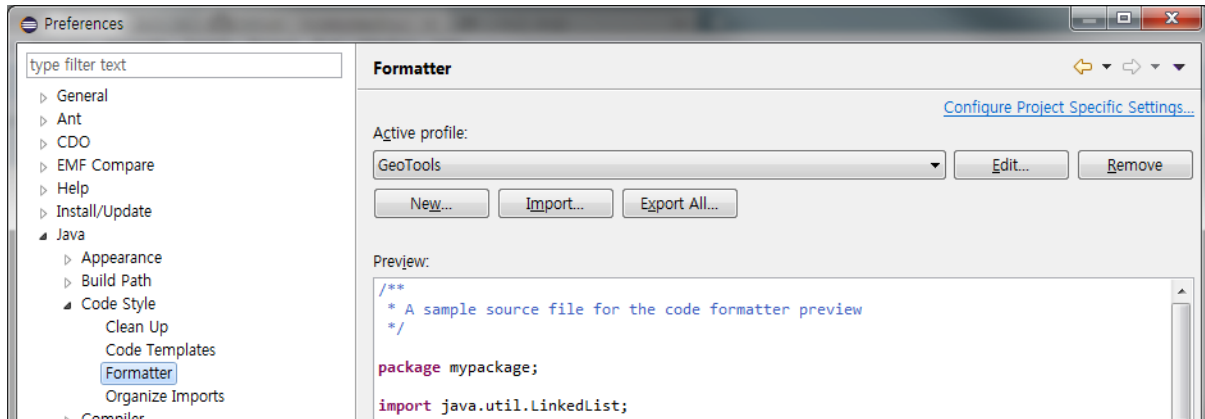 Preferences
type filter text
General
Ant
CDO
EMF Compare
Help
Install/Update
Java
Appearance
Build Path
Code Style
Clean Up
Code Templates
Formatter
Organize Imports
Compiler
Formatter
Configure Project Specific Settings...
Active profile:
GeoTools
Edit...
Remove
New...
Import...
Export All...
Preview:
/**
* A sample source file for the code formatter preview
*/
package mypackage;
import java.util.LinkedList;